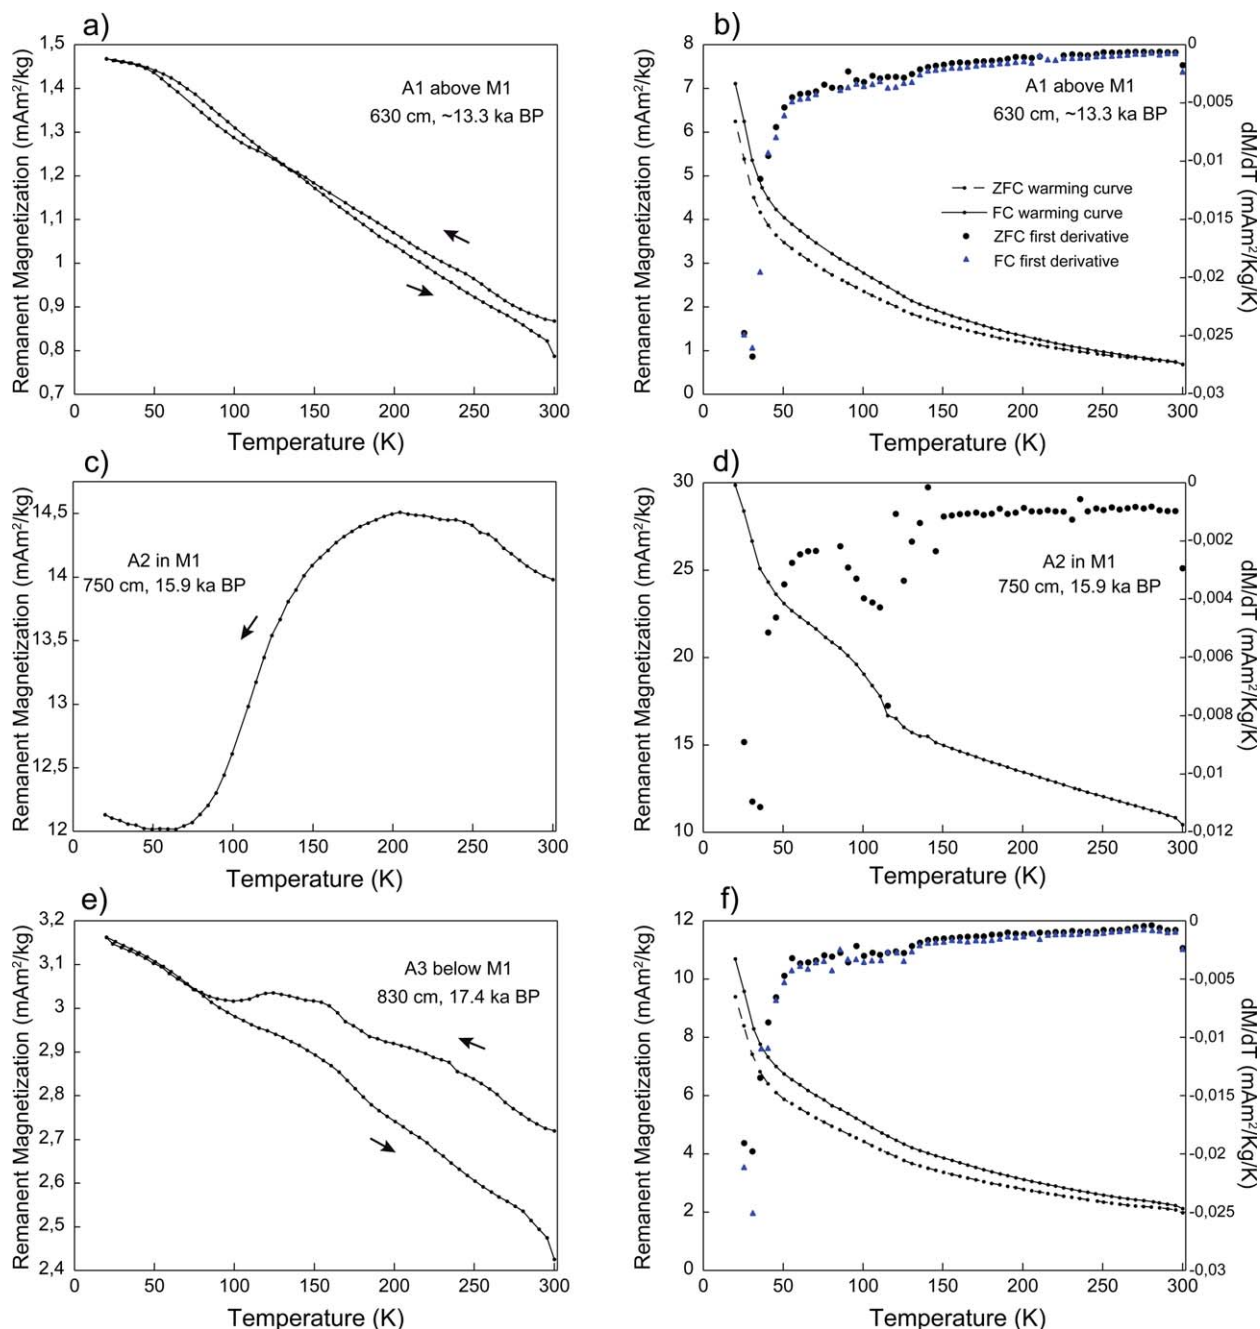 a)
Remanent Magnetization (mAm²/kg)
1,5
1,4
1,3
1,2
1,1
1
0,9
0,8
0,7
A1 above M1
630 cm, ~13.3 ka BP
0 50 100 150 200 250 300
Temperature (K)
b)
Remanent Magnetization (mAm²/kg)
8
7
6
5
4
3
2
1
0
A1 above M1
630 cm, ~13.3 ka BP
ZFC warming curve
FC warming curve
ZFC first derivative
FC first derivative
0
-0,005
-0,01
-0,015
-0,02
-0,025
-0,03
dM/dT (mAm²/Kg/K)
0 50 100 150 200 250 300
Temperature (K)
c)
Remanent Magnetization (mAm²/kg)
14,5
14
13,5
13
12,5
12
A2 in M1
750 cm, 15.9 ka BP
0 50 100 150 200 250 300
Temperature (K)
d)
Remanent Magnetization (mAm²/kg)
30
25
20
15
10
A2 in M1
750 cm, 15.9 ka BP
0
-0,002
-0,004
-0,006
-0,008
-0,01
-0,012
dM/dT (mAm²/Kg/K)
0 50 100 150 200 250 300
Temperature (K)
e)
Remanent Magnetization (mAm²/kg)
3,2
3,1
3
2,9
2,8
2,7
2,6
2,5
2,4
A3 below M1
830 cm, 17.4 ka BP
0 50 100 150 200 250 300
Temperature (K)
f)
Remanent Magnetization (mAm²/kg)
12
10
8
6
4
2
0
A3 below M1
830 cm, 17.4 ka BP
0
-0,005
-0,01
-0,015
-0,02
-0,025
-0,03
dM/dT (mAm²/Kg/K)
0 50 100 150 200 250 300
Temperature (K)